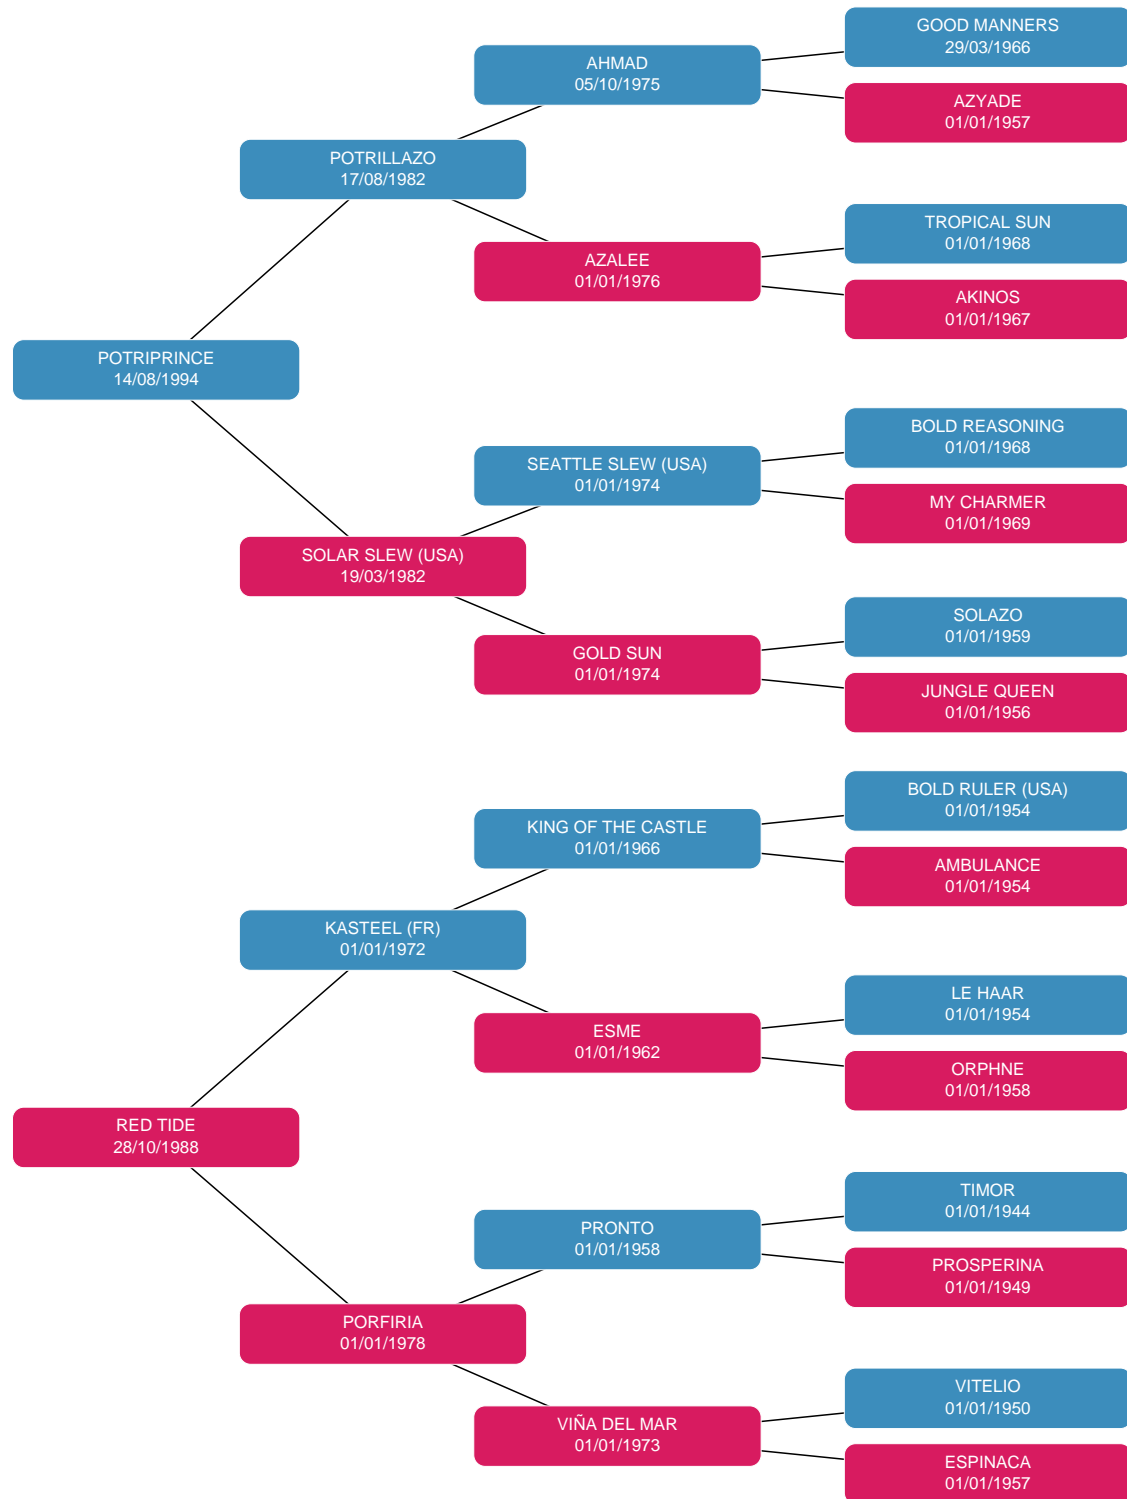 GOOD MANNERS
29/03/1966
AHMAD
05/10/1975
AZYADE
01/01/1957
POTRILLAZO
17/08/1982
TROPICAL SUN
01/01/1968
AZALEE
01/01/1976
AKINOS
01/01/1967
POTRIPRINCE
14/08/1994
BOLD REASONING
01/01/1968
SEATTLE SLEW (USA)
01/01/1974
MY CHARMER
01/01/1969
SOLAR SLEW (USA)
19/03/1982
SOLAZO
01/01/1959
GOLD SUN
01/01/1974
JUNGLE QUEEN
01/01/1956
BOLD RULER (USA)
01/01/1954
KING OF THE CASTLE
01/01/1966
AMBULANCE
01/01/1954
KASTEEL (FR)
01/01/1972
LE HAAR
01/01/1954
ESME
01/01/1962
ORPHNE
01/01/1958
RED TIDE
28/10/1988
TIMOR
01/01/1944
PRONTO
01/01/1958
PROSPERINA
01/01/1949
PORFIRIA
01/01/1978
VITELIO
01/01/1950
VIÑA DEL MAR
01/01/1973
ESPINACA
01/01/1957